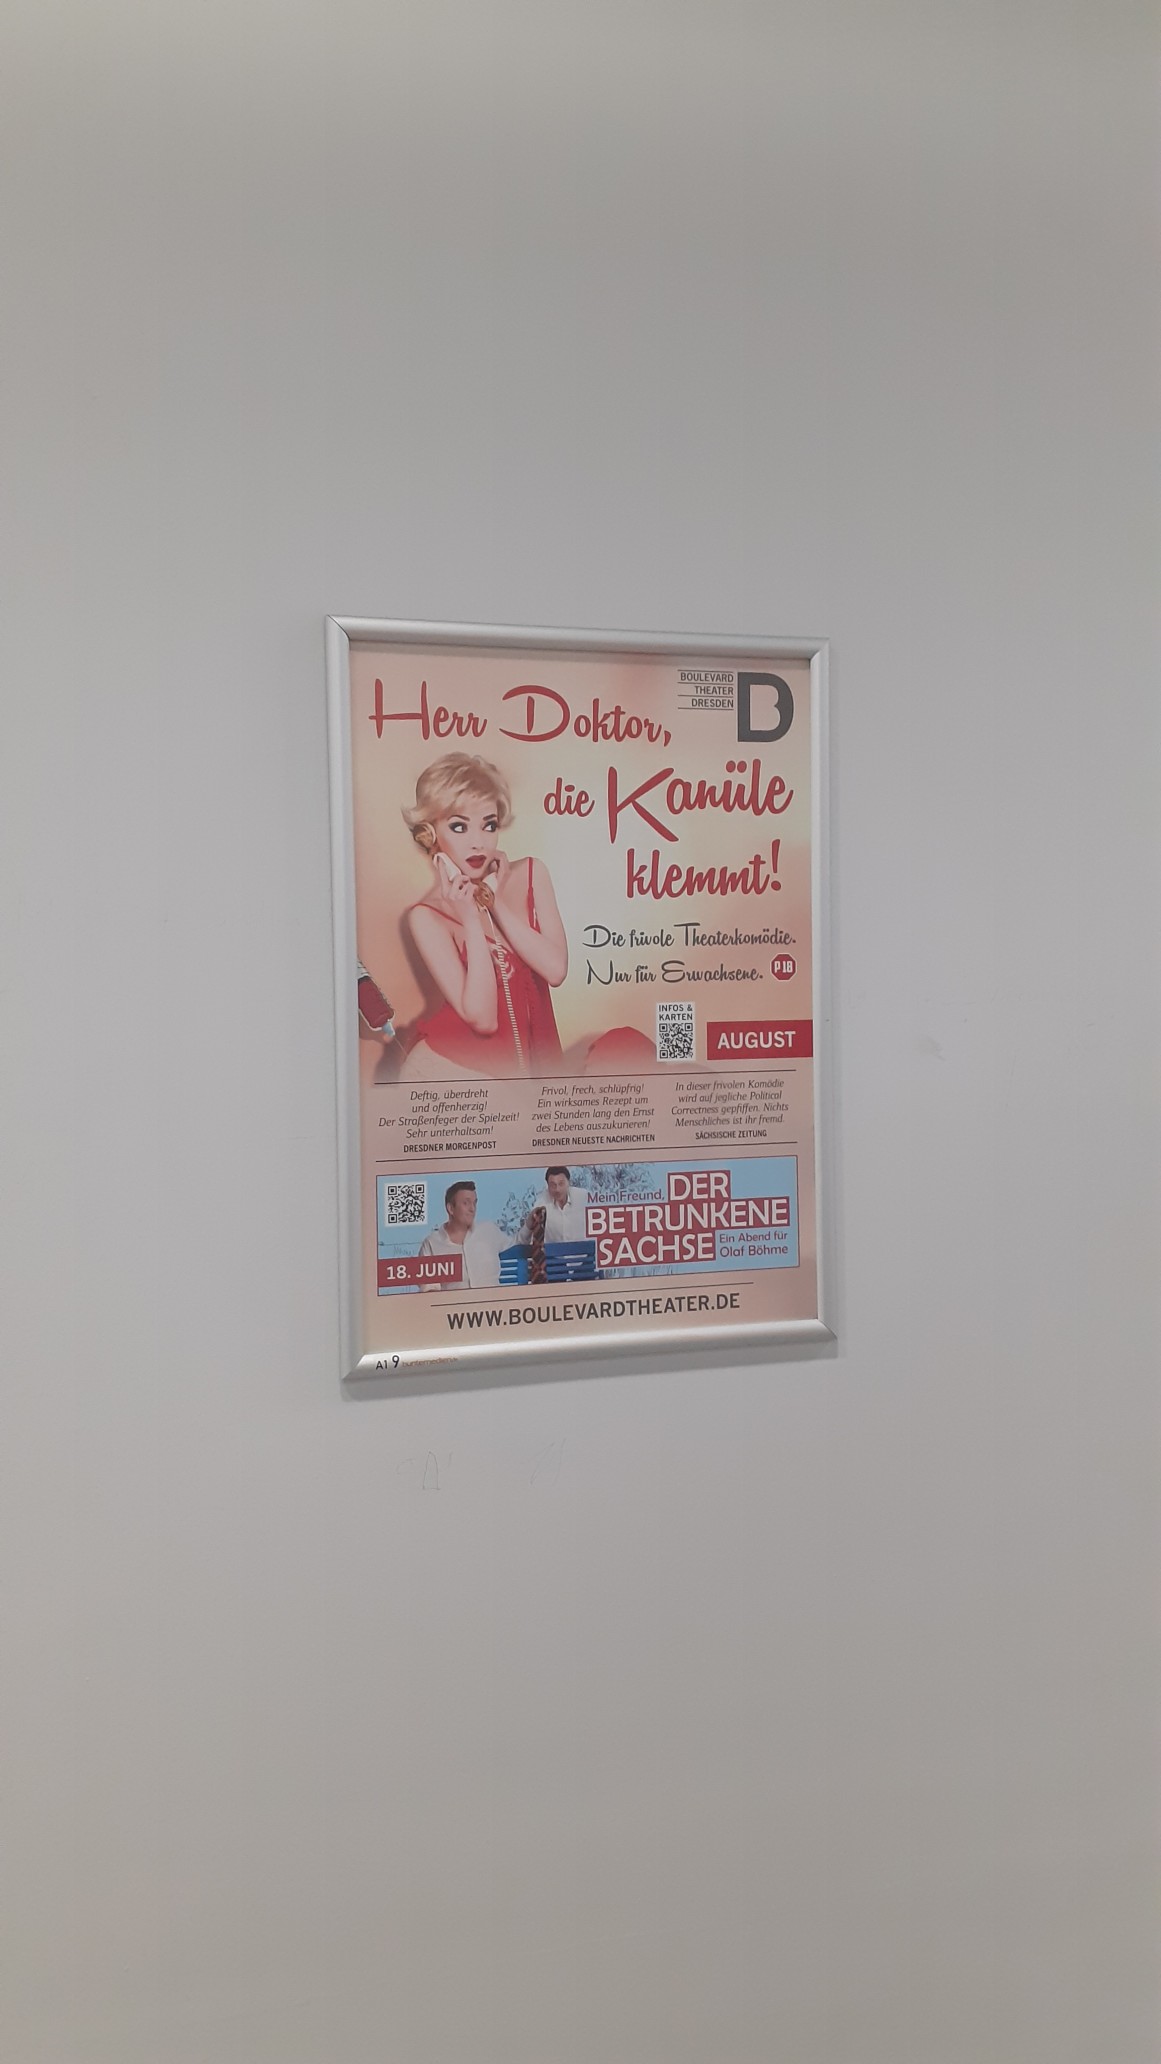 BOULEVARD
THEATER
DRESDEN
B
Herr Doktor,
die Kanüle
klemmt!
Die frivole Theaterkomödie.
Nur für Erwachsene. P18
INFOS &
KARTEN
AUGUST
Deftig, überdreht
und offenherzig!
Der Straßenfeger der Spielzeit!
Sehr unterhaltsam!
DRESDNER MORGENPOST
Frivol, frech, schlüpfrig!
Ein wirksames Rezept um
zwei Stunden lang den Ernst
des Lebens auszukurieren!
DRESDNER NEUESTE NACHRICHTEN
In dieser frivolen Komödie
wird auf jegliche Political
Correctness gepfiffen. Nichts
Menschliches ist ihr fremd.
SÄCHSISCHE ZEITUNG
Mein Freund, DER
BETRUNKENE
SACHSE
Ein Abend für
Olaf Böhme
18. JUNI
WWW.BOULEVARDTHEATER.DE
A1 9